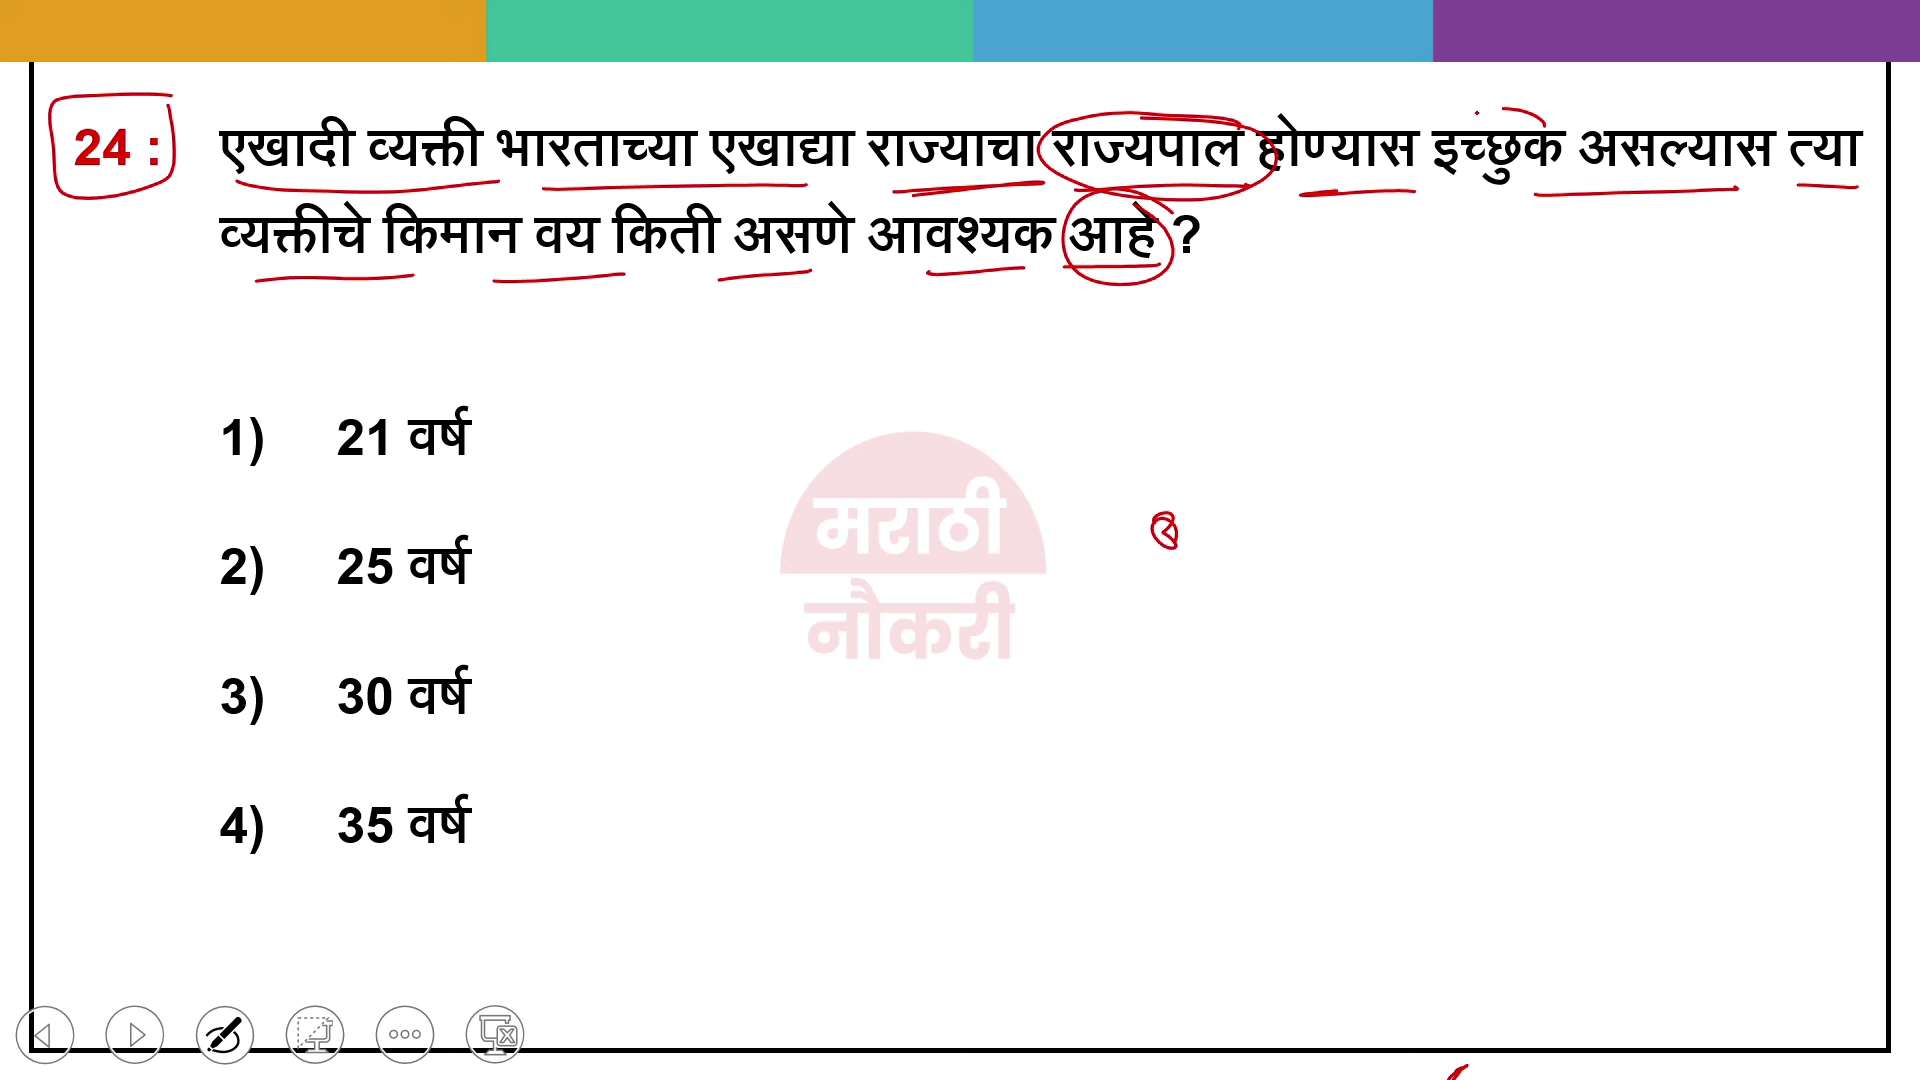 24 : एखादी व्यक्ती भारताच्या एखाद्या राज्याचा राज्यपाल होण्यास इच्छुक असल्यास त्या
व्यक्तीचे किमान वय किती असणे आवश्यक आहे ?
1) 21 वर्ष
2) 25 वर्ष
3) 30 वर्ष
4) 35 वर्ष
मराठी
नौकरी